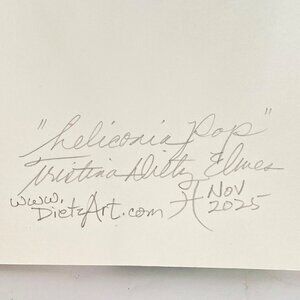 "heliconia Pop"
Kristina Dietz Elmes
www. NOV
DietzArt.com 2025